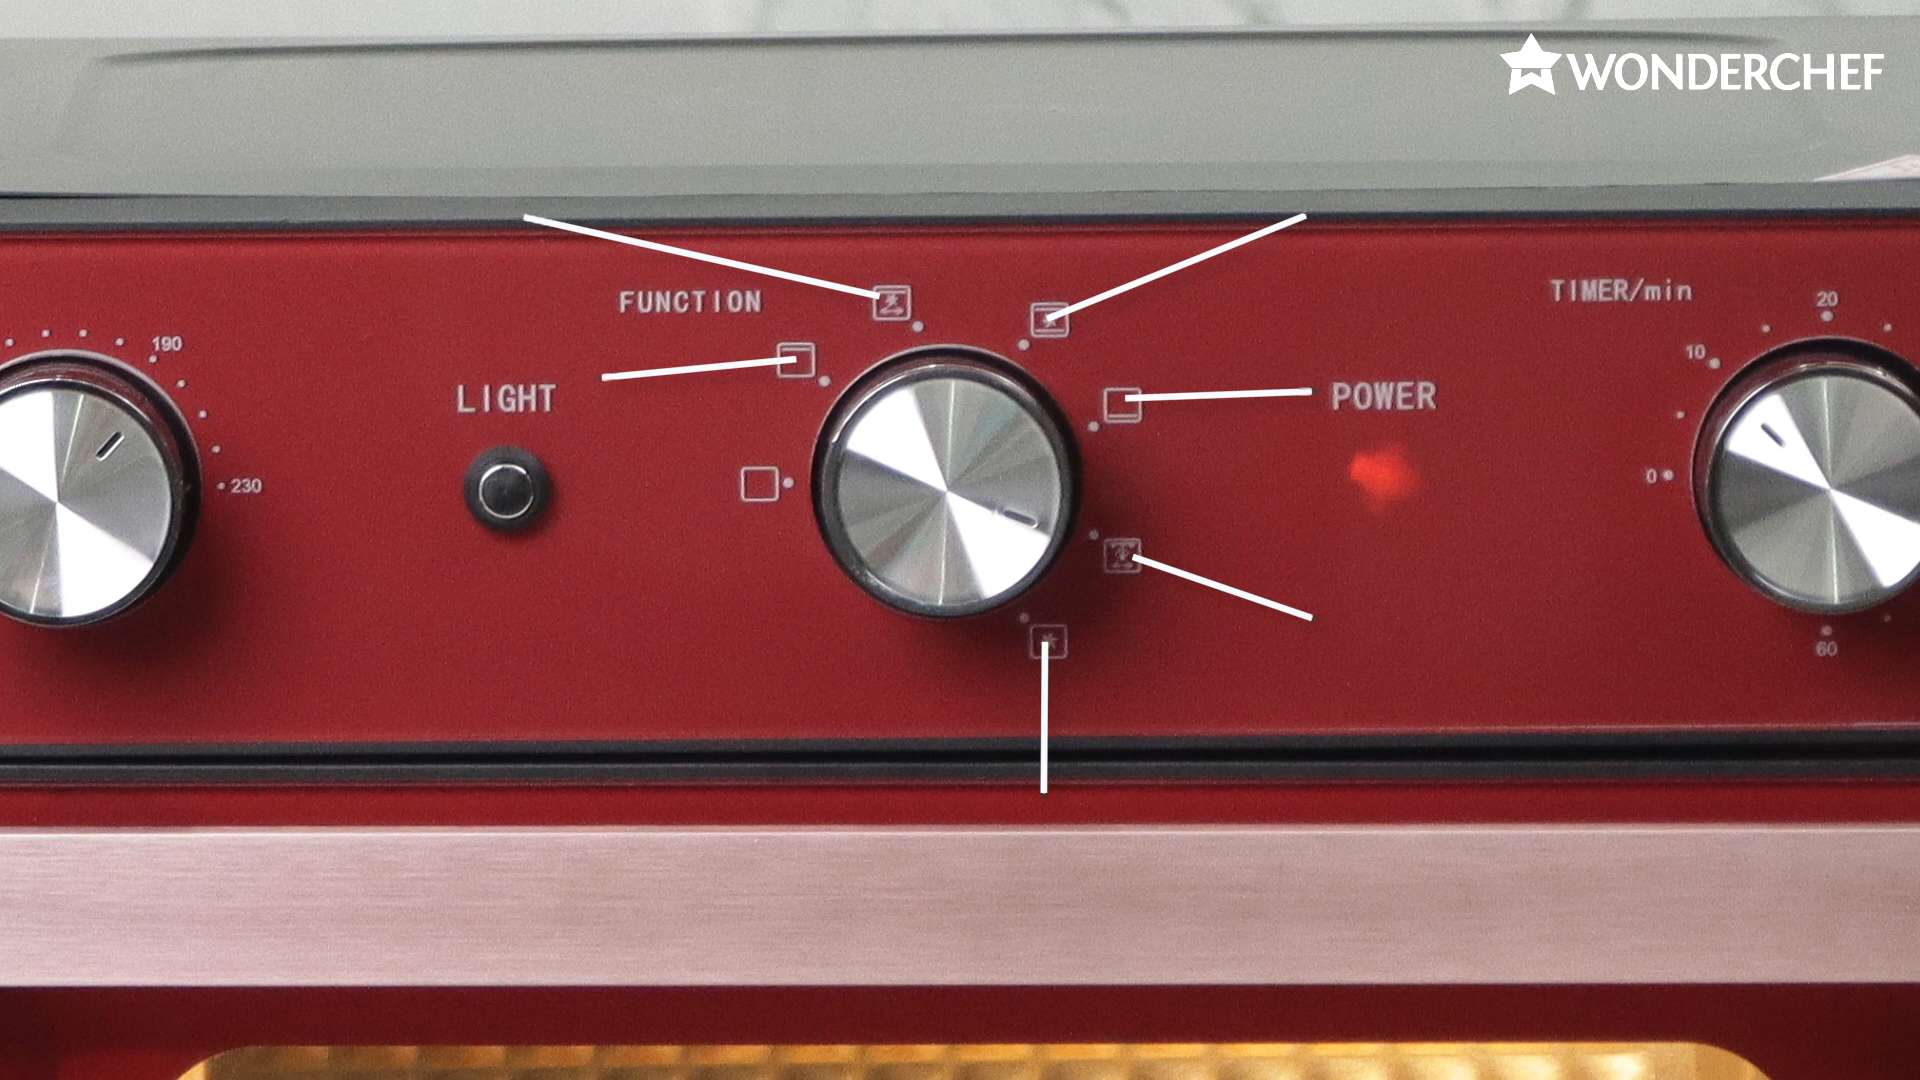 WONDERCHEF
FUNCTION
TIMER/min
20
190
10
LIGHT
POWER
230
0
60